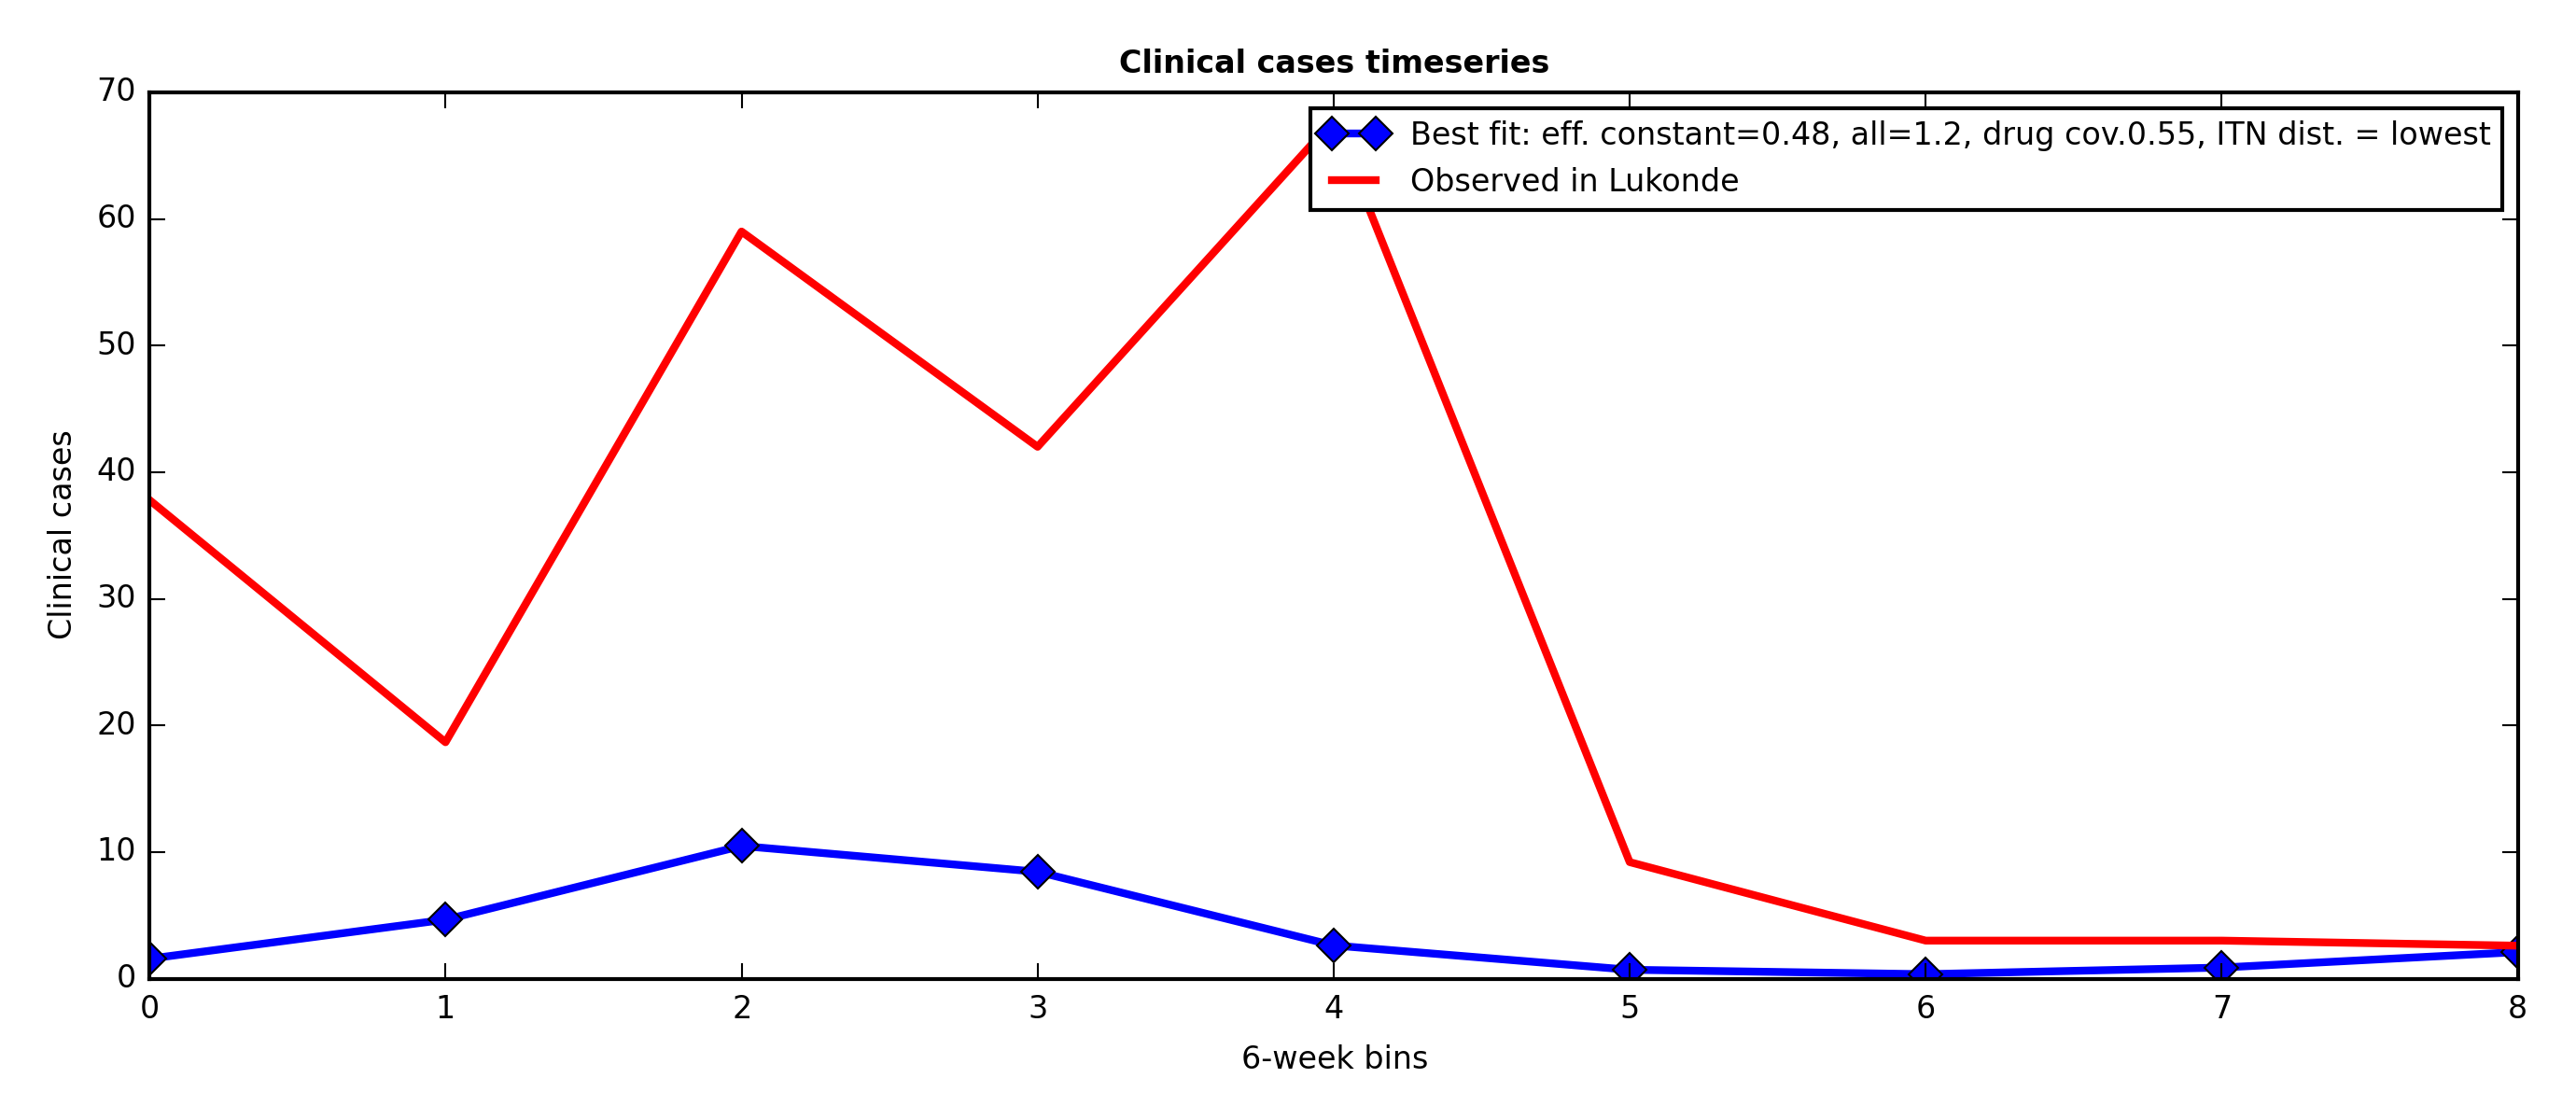 Clinical cases timeseries
70
60
50
40
30
20
10
0
Clinical cases
Best fit: eff. constant=0.48, all=1.2, drug cov.0.55, ITN dist. = lowest
Observed in Lukonde
0 1 2 3 4 5 6 7 8
6-week bins